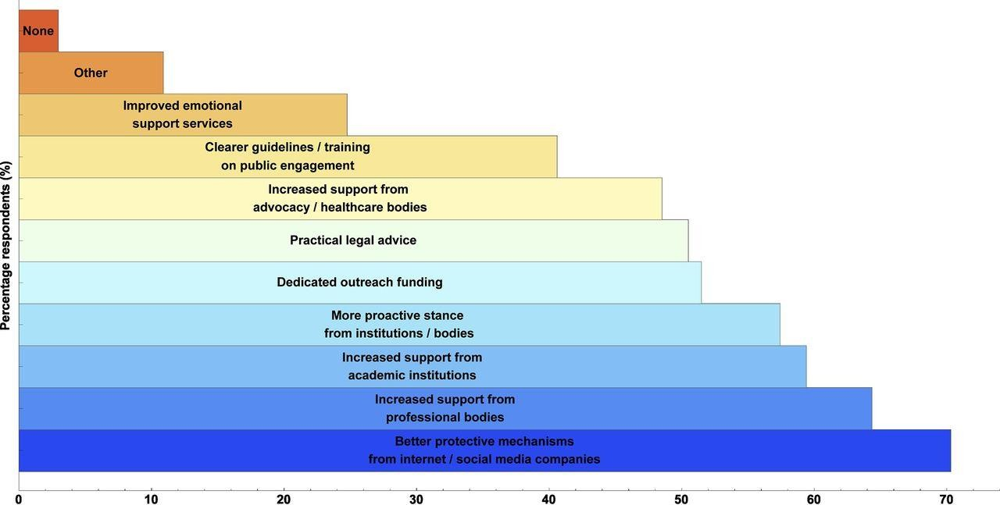 None
Other
Improved emotional
support services
Clearer guidelines / training
on public engagement
Increased support from
advocacy / healthcare bodies
Practical legal advice
Dedicated outreach funding
More proactive stance
from institutions / bodies
Increased support from
academic institutions
Increased support from
professional bodies
Better protective mechanisms
from internet / social media companies
Percentage respondents (%)
0 10 20 30 40 50 60 70